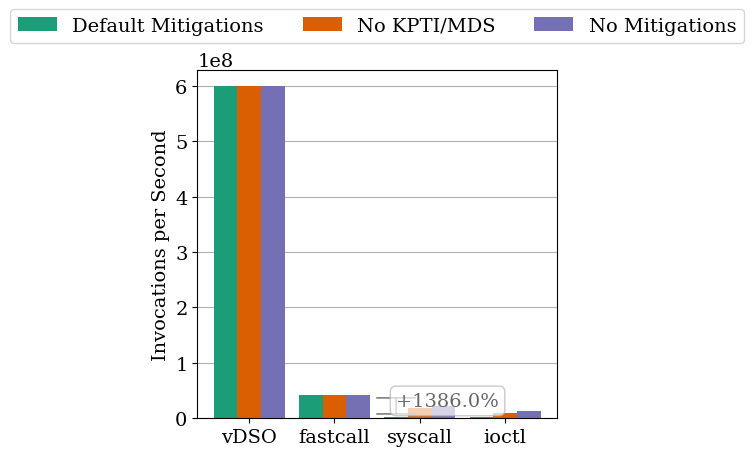 Default Mitigations No KPTI/MDS No Mitigations
1e8
6
5
4
3
2
1
0
Invocations per Second
+1386.0%
vDSO fastcall syscall ioctl